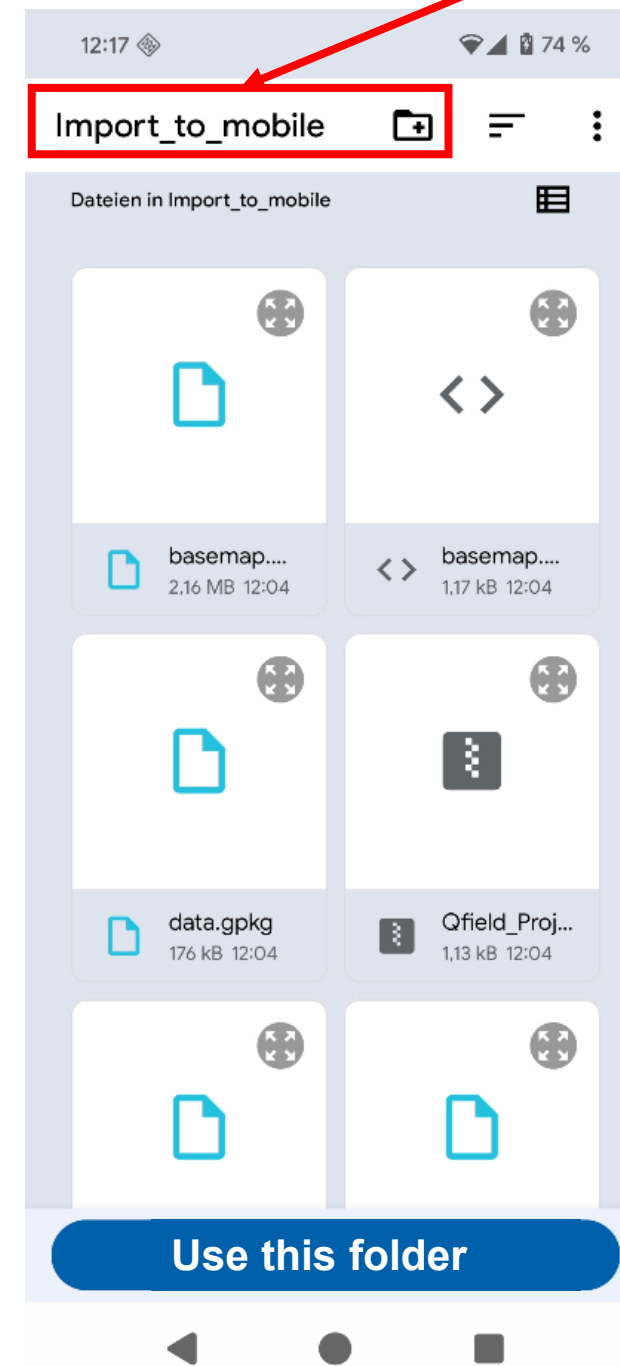 12:17
74 %
Import_to_mobile
Dateien in Import_to_mobile
basemap....
2,16 MB 12:04
basemap....
1,17 kB 12:04
data.gpkg
176 kB 12:04
Qfield_Proj...
1,13 kB 12:04
Use this folder